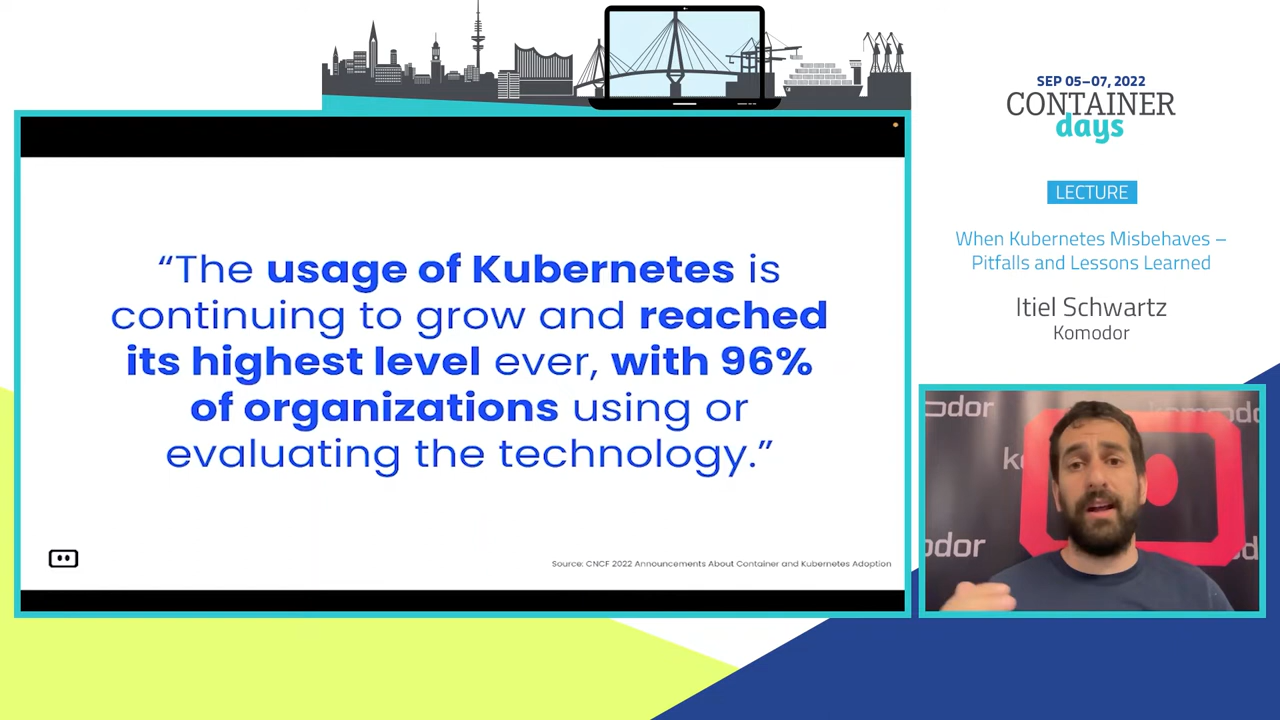 SEP 05–07, 2022
CONTAINER
days
LECTURE
When Kubernetes Misbehaves –
Pitfalls and Lessons Learned
Itiel Schwartz
Komodor
“The usage of Kubernetes is
continuing to grow and reached
its highest level ever, with 96%
of organizations using or
evaluating the technology.”
Source: CNCF 2022 Announcements About Container and Kubernetes Adoption
komodor